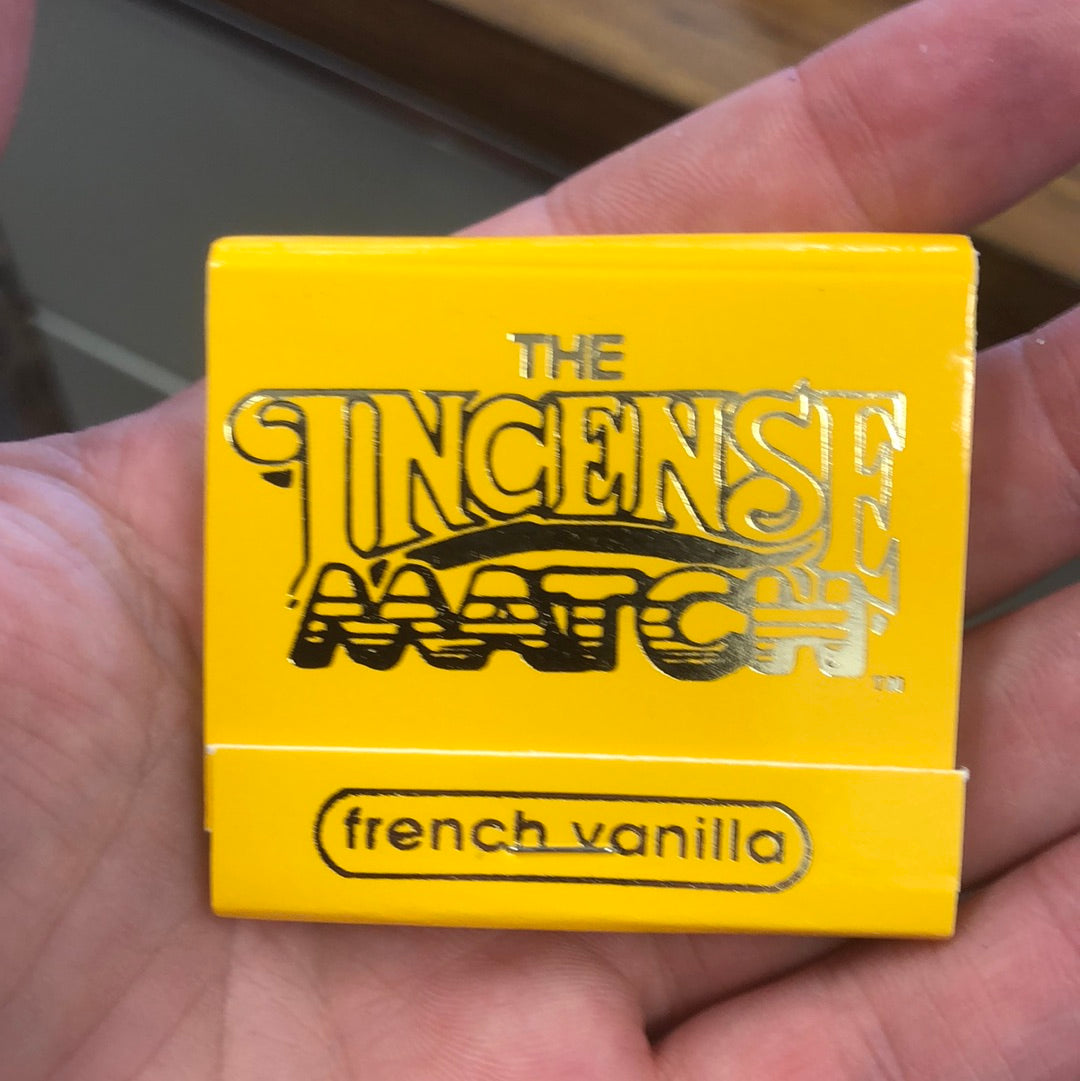 THE
INCENSE
MATCH
TM
french vanilla